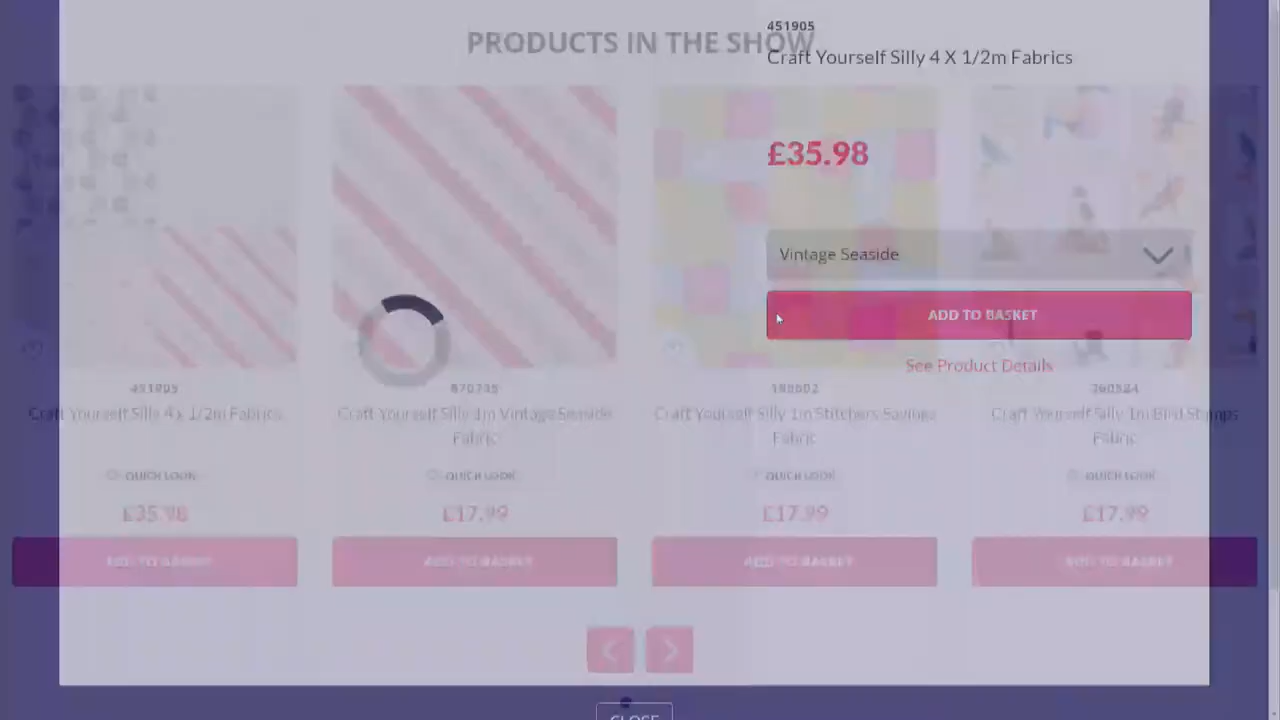 451905
PRODUCTS IN THE SHOW
Craft Yourself Silly 4 X 1/2m Fabrics
£35.98
Vintage Seaside
ADD TO BASKET
See Product Details
451905
Craft Yourself Silly 4 x 1/2m Fabrics
QUICK LOOK
£35.98
ADD TO BASKET
Craft Yourself Silly 1m Vintage Seaside
Fabric
QUICK LOOK
£17.99
ADD TO BASKET
Craft Yourself Silly 1m Stitchers Sayings
Fabric
QUICK LOOK
£17.99
ADD TO BASKET
Craft Yourself Silly 1m Bird Stamps
Fabric
QUICK LOOK
£17.99
ADD TO BASKET
CLOSE